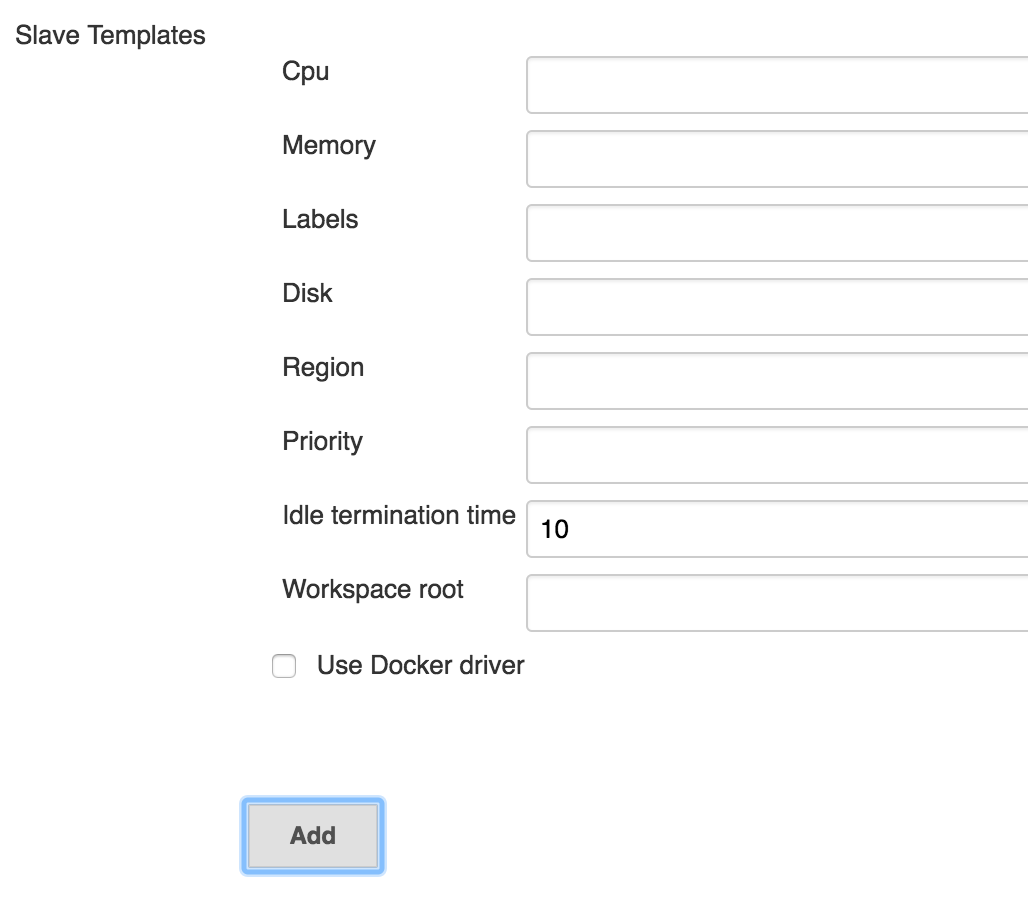 Slave Templates
Cpu
Memory
Labels
Disk
Region
Priority
Idle termination time 10
Workspace root
Use Docker driver
Add